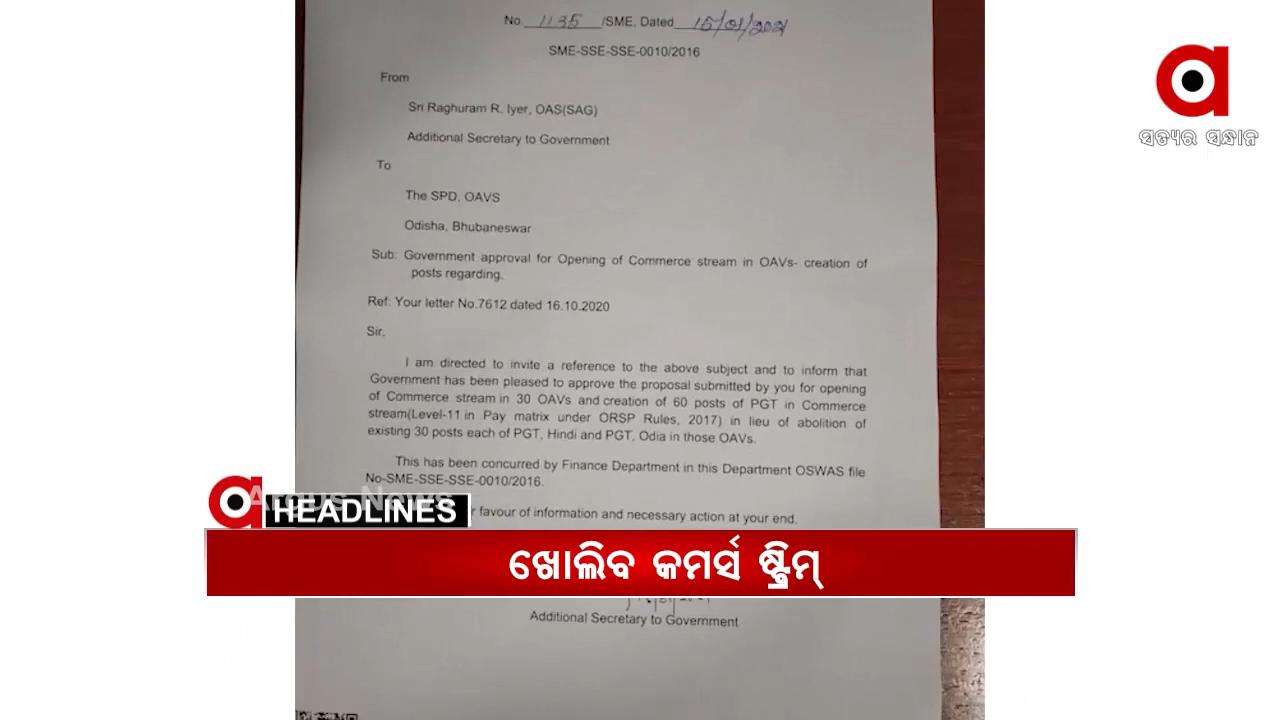 No. 1135 /SME, Dated 15/01/2021
SME-SSE-SSE-0010/2016
ସତ୍ୟର ସନ୍ଧାନ
From
Sri Raghuram R. Iyer, OAS(SAG)
Additional Secretary to Government
To
The SPD, OAVS
Odisha, Bhubaneswar
Sub: Government approval for Opening of Commerce stream in OAVs- creation of
posts regarding.
Ref: Your letter No.7612 dated 16.10.2020
Sir,
I am directed to invite a reference to the above subject and to inform that
Government has been pleased to approve the proposal submitted by you for opening
of Commerce stream in 30 OAVs and creation of 60 posts of PGT in Commerce
stream(Level-11 in Pay matrix under ORSP Rules, 2017) in lieu of abolition of
existing 30 posts each of PGT, Hindi and PGT, Odia in those OAVs.
This has been concurred by Finance Department in this Department OSWAS file
No-SME-SSE-SSE-0010/2016.
Argus News
HEADLINES
favour of information and necessary action at your end.
ଖୋଲିବ କମର୍ସ ଷ୍ଟ୍ରିମ୍
Additional Secretary to Government